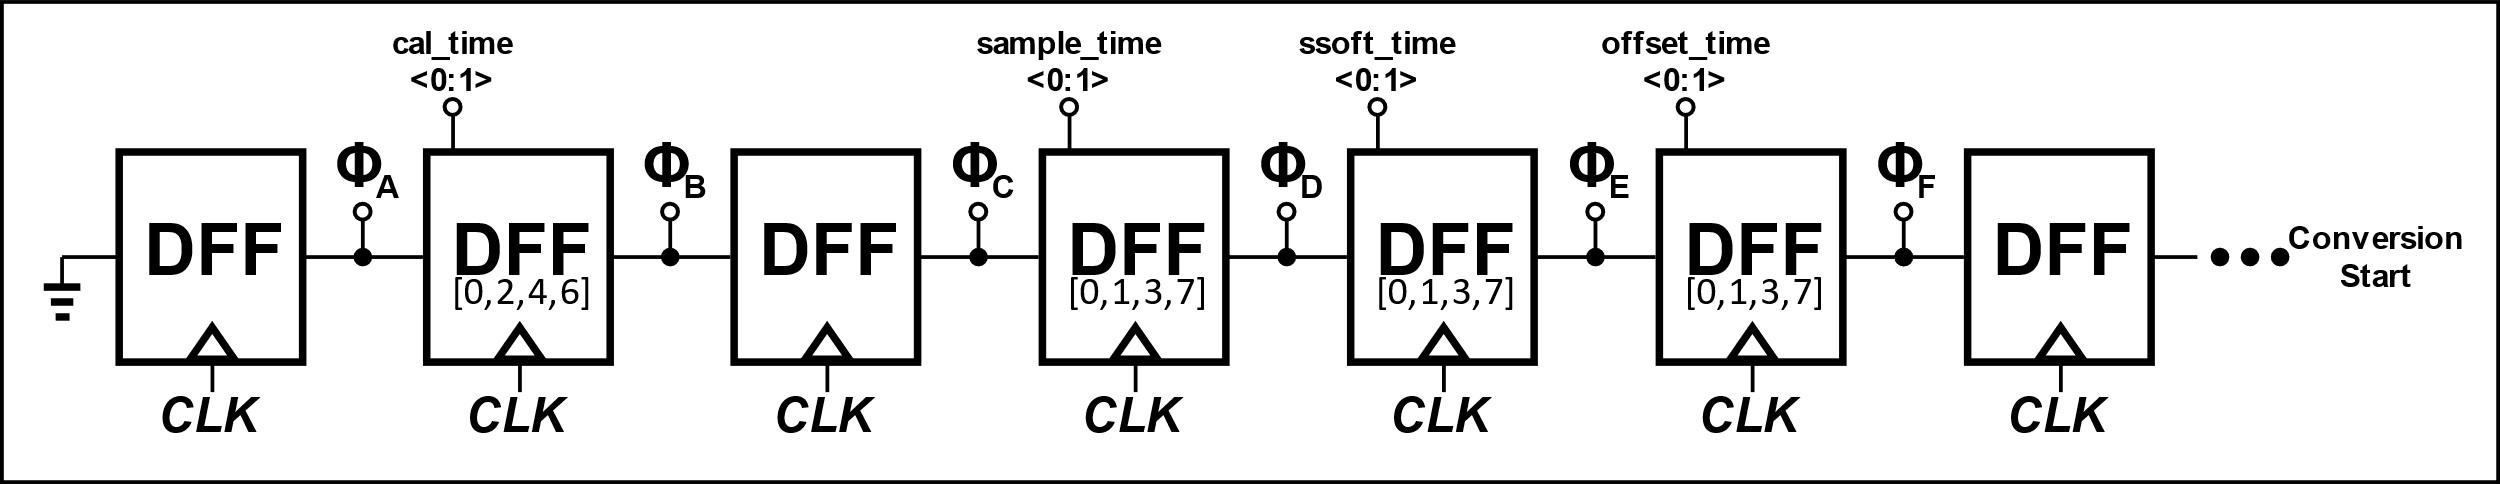 cal_time
<0:1>
sample_time
<0:1>
ssoft_time
<0:1>
offset_time
<0:1>
ΦA
ΦB
ΦC
ΦD
ΦE
ΦF
DFF
DFF
[0,2,4,6]
DFF
DFF
[0,1,3,7]
DFF
[0,1,3,7]
DFF
[0,1,3,7]
DFF
Conversion
Start
CLK
CLK
CLK
CLK
CLK
CLK
CLK